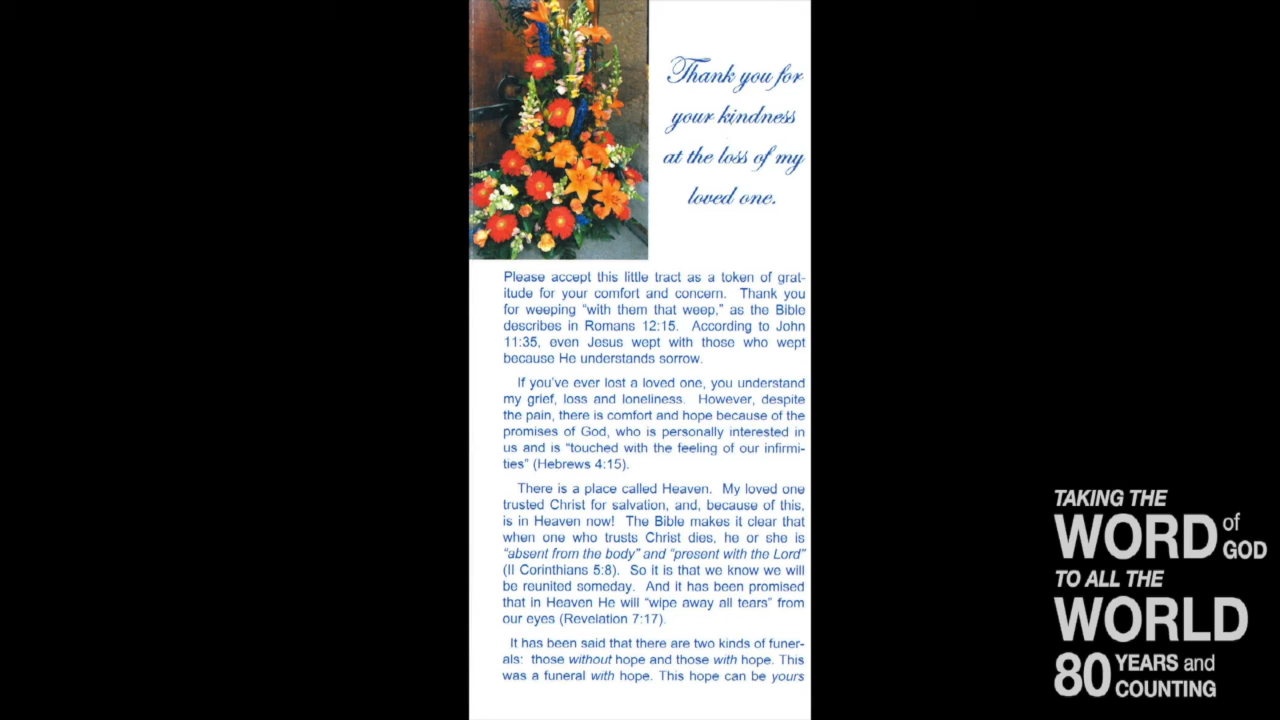 Thank you for
your kindness
at the loss of my
loved one.
Please accept this little tract as a token of grat-
itude for your comfort and concern. Thank you
for weeping “with them that weep,” as the Bible
describes in Romans 12:15. According to John
11:35, even Jesus wept with those who wept
because He understands sorrow.
If you’ve ever lost a loved one, you understand
my grief, loss and loneliness. However, despite
the pain, there is comfort and hope because of the
promises of God, who is personally interested in
us and is “touched with the feeling of our infirmi-
ties” (Hebrews 4:15).
There is a place called Heaven. My loved one
trusted Christ for salvation, and, because of this,
is in Heaven now! The Bible makes it clear that
when one who trusts Christ dies, he or she is
“absent from the body” and “present with the Lord”
(II Corinthians 5:8). So it is that we know we will
be reunited someday. And it has been promised
that in Heaven He will “wipe away all tears” from
our eyes (Revelation 7:17).
It has been said that there are two kinds of funer-
als: those without hope and those with hope. This
was a funeral with hope. This hope can be yours
TAKING THE
WORD of GOD
TO ALL THE
WORLD
80 YEARS and
COUNTING